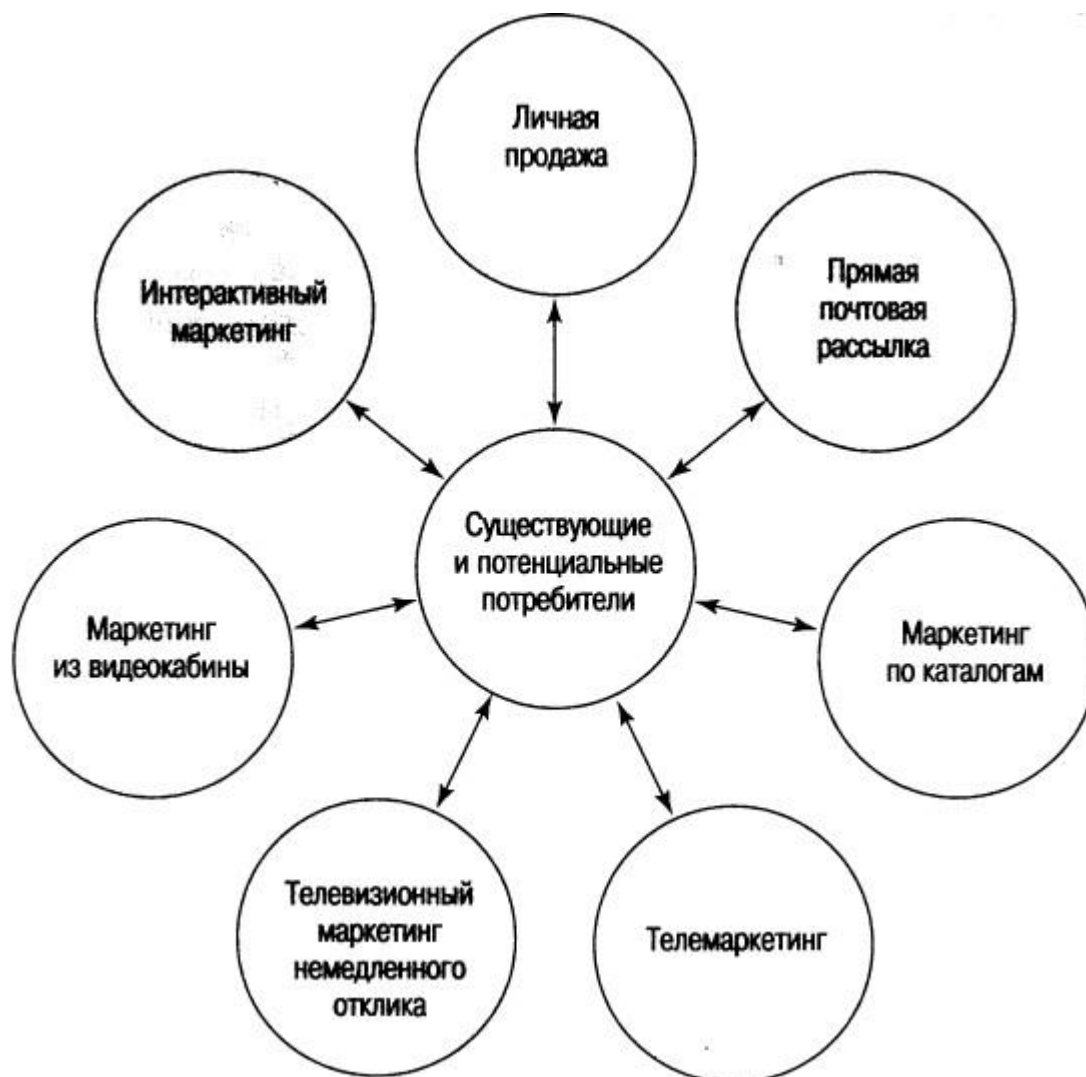 Личная
продажа
Интерактивный
маркетинг
Прямая
почтовая
рассылка
Существующие
и потенциальные
потребители
Маркетинг
из видеокабины
Маркетинг
по каталогам
Телевизионный
маркетинг
немедленного
отклика
Телемаркетинг